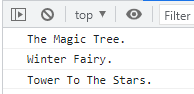 top
Filter
The Magic Tree.
Winter Fairy.
Tower To The Stars.